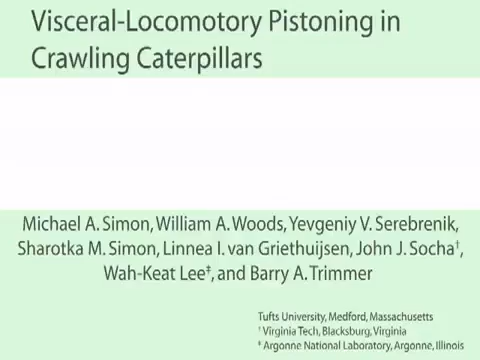 Visceral-Locomotory Pistoning in
Crawling Caterpillars
Michael A. Simon, William A. Woods, Yevgeniy V. Serebrenik,
Sharotka M. Simon, Linnea I. van Griethuijsen, John J. Socha†,
Wah-Keat Lee‡, and Barry A. Trimmer
Tufts University, Medford, Massachusetts
† Virginia Tech, Blacksburg, Virginia
‡ Argonne National Laboratory, Argonne, Illinois